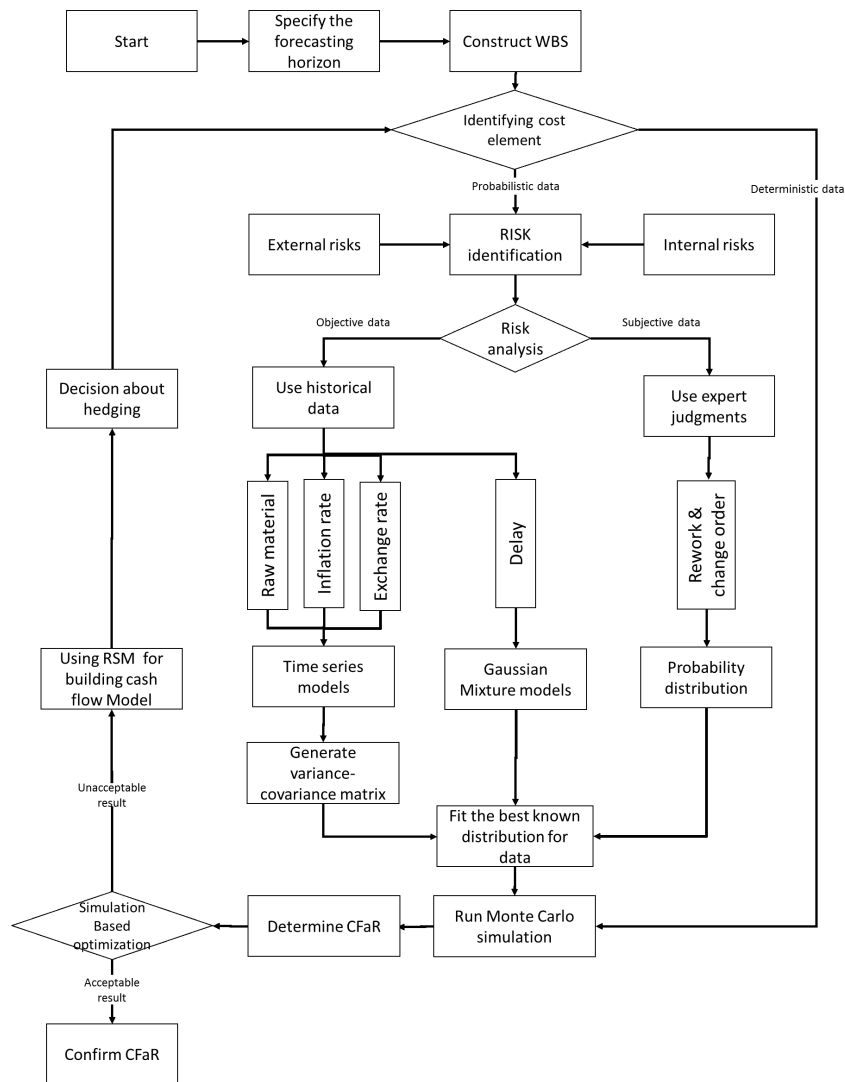 Start
Specify the
forecasting
horizon
Construct WBS
Identifying cost
element
Probabilistic data
Deterministic data
External risks
RISK
identification
Internal risks
Objective data
Risk
analysis
Subjective data
Decision about
hedging
Use historical
data
Use expert
judgments
Raw material
Inflation rate
Exchange rate
Delay
Rework &
change order
Using RSM for
building cash
flow Model
Time series
models
Gaussian
Mixture models
Probability
distribution
Generate
variance-
covariance matrix
Unacceptable
result
Fit the best known
distribution for
data
Simulation
Based
optimization
Determine CFaR
Run Monte Carlo
simulation
Acceptable
result
Confirm CFaR